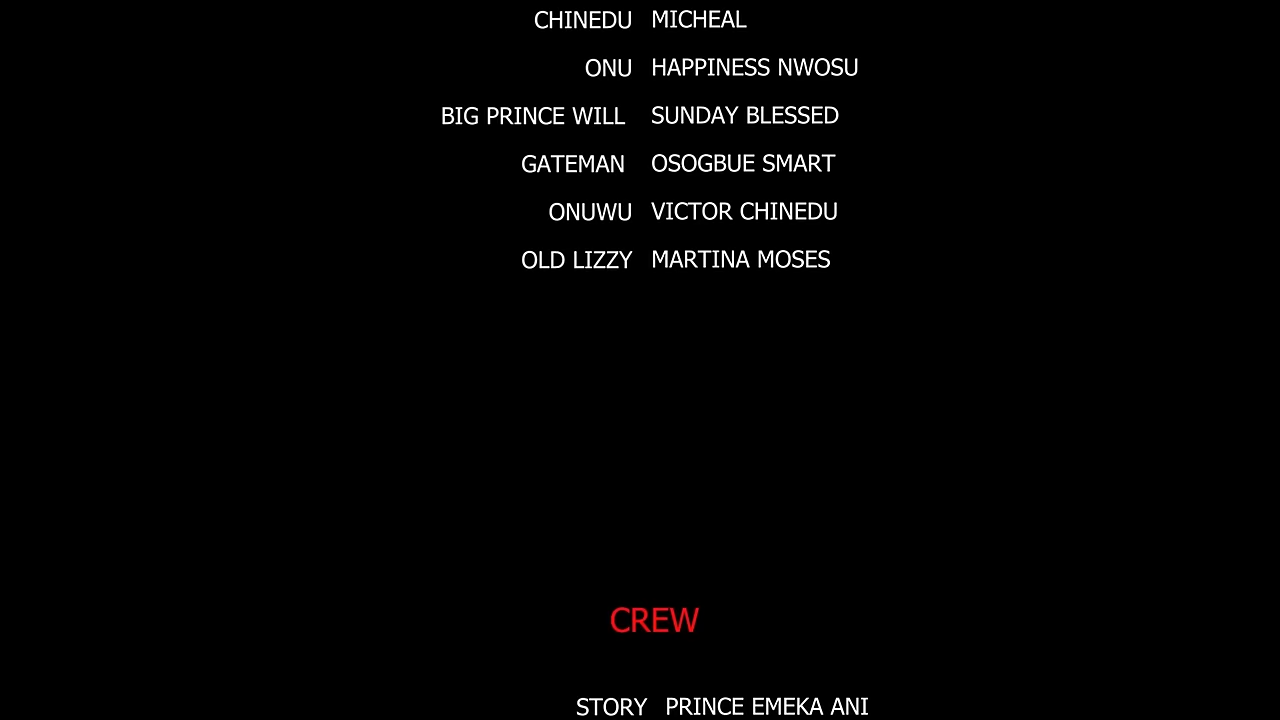 CHINEDU MICHEAL
ONU HAPPINESS NWOSU
BIG PRINCE WILL SUNDAY BLESSED
GATEMAN OSOGBUE SMART
ONUWU VICTOR CHINEDU
OLD LIZZY MARTINA MOSES
CREW
STORY PRINCE EMEKA ANI